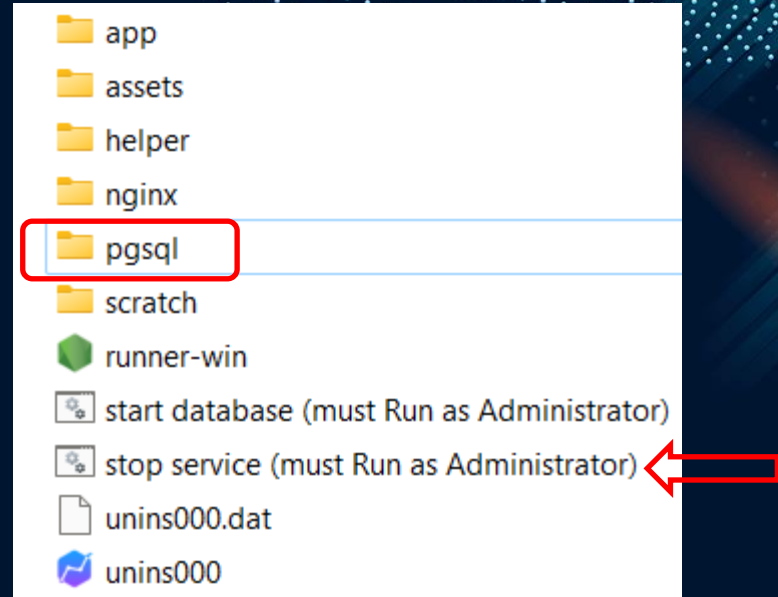 app
assets
helper
nginx
pgsql
scratch
runner-win
start database (must Run as Administrator)
stop service (must Run as Administrator)
unins000.dat
unins000